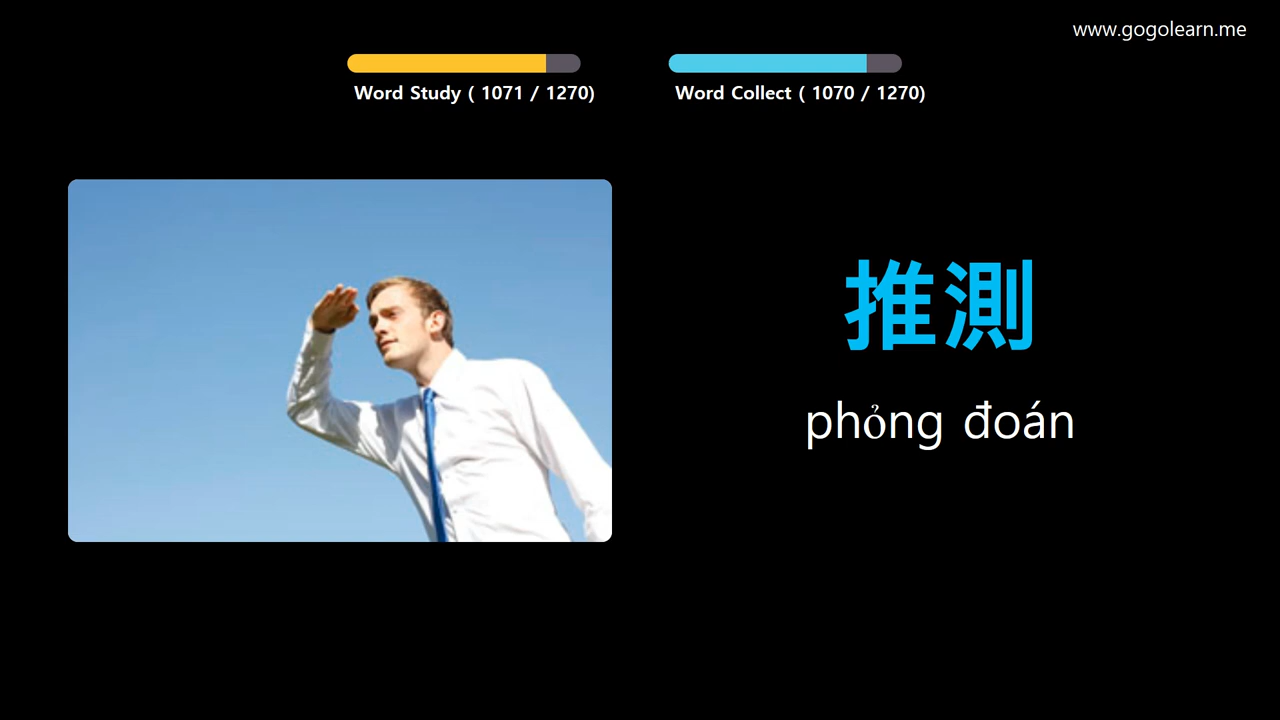 www.gogolearn.me
Word Study ( 1071 / 1270)
Word Collect ( 1070 / 1270)
推測
phỏng đoán